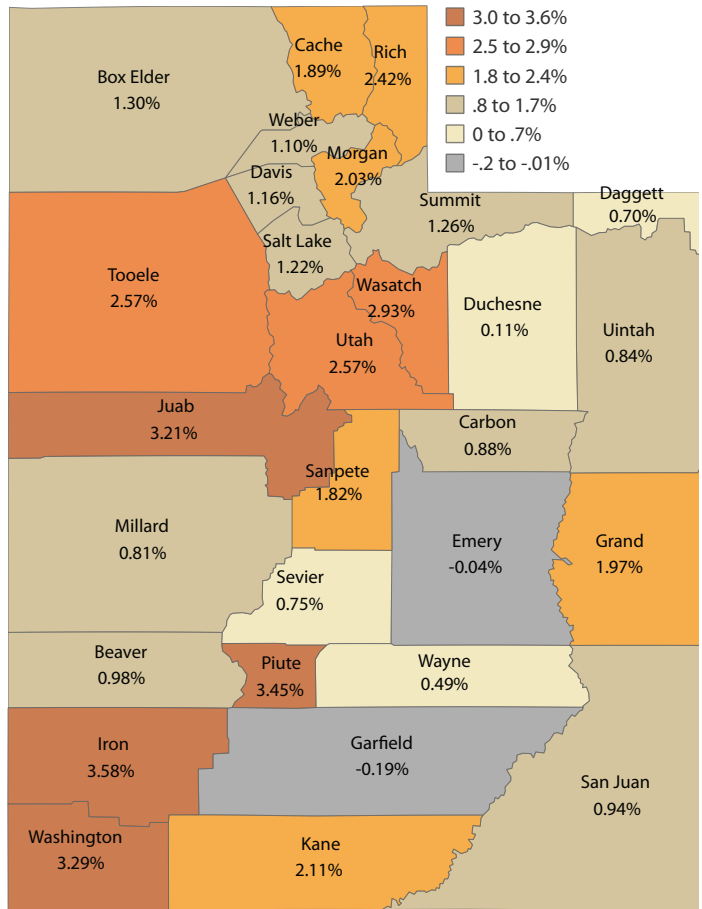 3.0 to 3.6%
2.5 to 2.9%
1.8 to 2.4%
.8 to 1.7%
0 to .7%
-.2 to -.01%
Cache
1.89%
Rich
2.42%
Box Elder
1.30%
Weber
1.10%
Morgan
2.03%
Davis
1.16%
Summit
1.26%
Daggett
0.70%
Salt Lake
1.22%
Tooele
2.57%
Wasatch
2.93%
Duchesne
0.11%
Uintah
0.84%
Utah
2.57%
Juab
3.21%
Carbon
0.88%
Sanpete
1.82%
Millard
0.81%
Emery
-0.04%
Grand
1.97%
Sevier
0.75%
Beaver
0.98%
Piute
3.45%
Wayne
0.49%
Iron
3.58%
Garfield
-0.19%
San Juan
0.94%
Washington
3.29%
Kane
2.11%